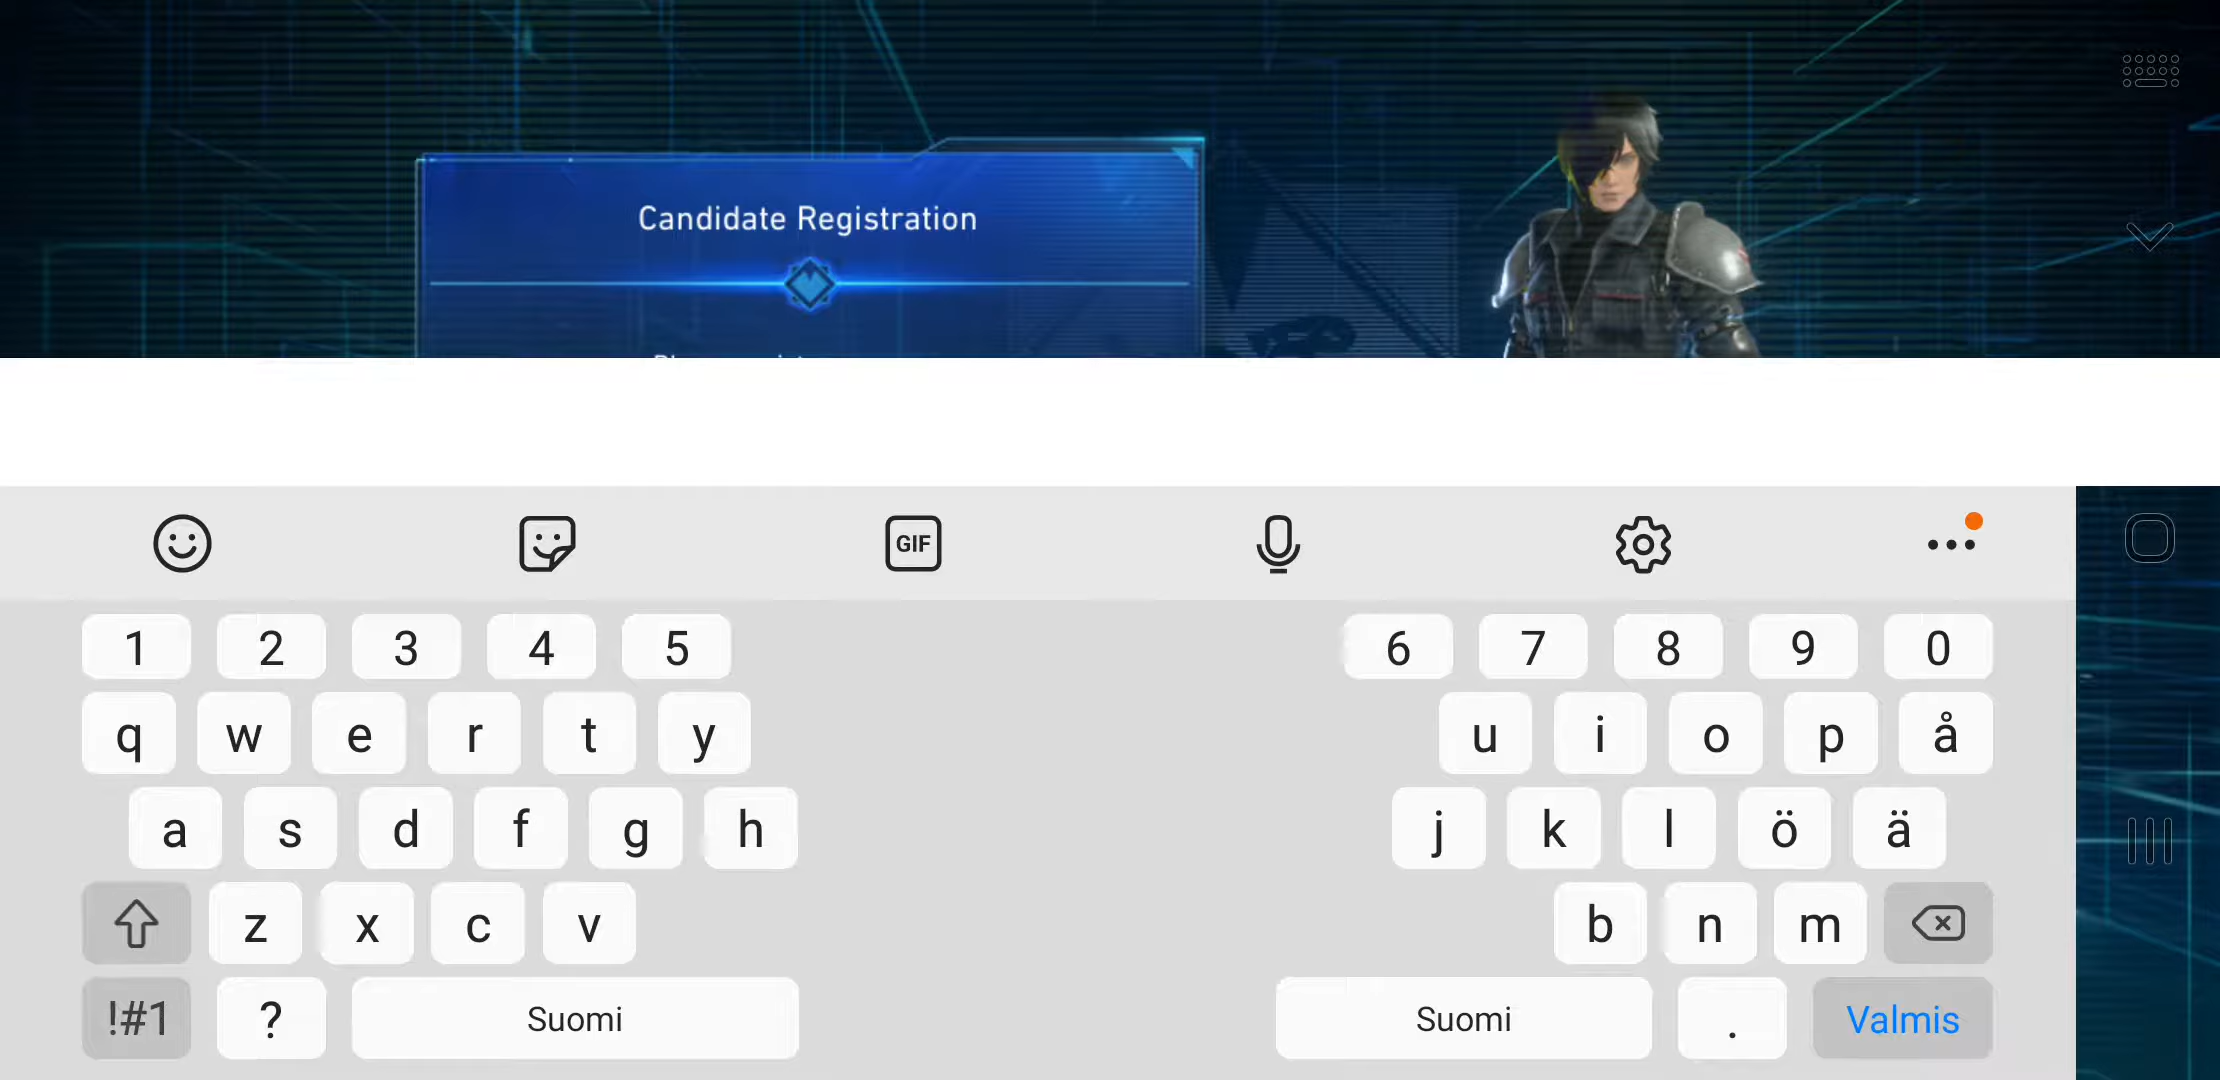 Candidate Registration
GIF
1 2 3 4 5 6 7 8 9 0
q w e r t y u i o p å
a s d f g h j k l ö ä
z x c v b n m
!#1 ? Suomi Suomi . Valmis